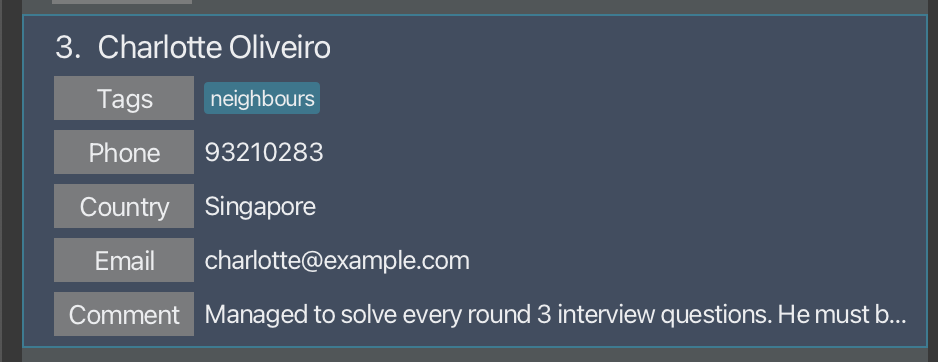 3. Charlotte Oliveiro
Tags neighbours
Phone 93210283
Country Singapore
Email charlotte@example.com
Comment Managed to solve every round 3 interview questions. He must b...